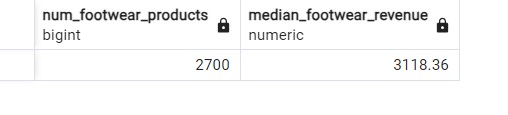 num_footwear_products median_footwear_revenue
bigint numeric
2700 3118.36